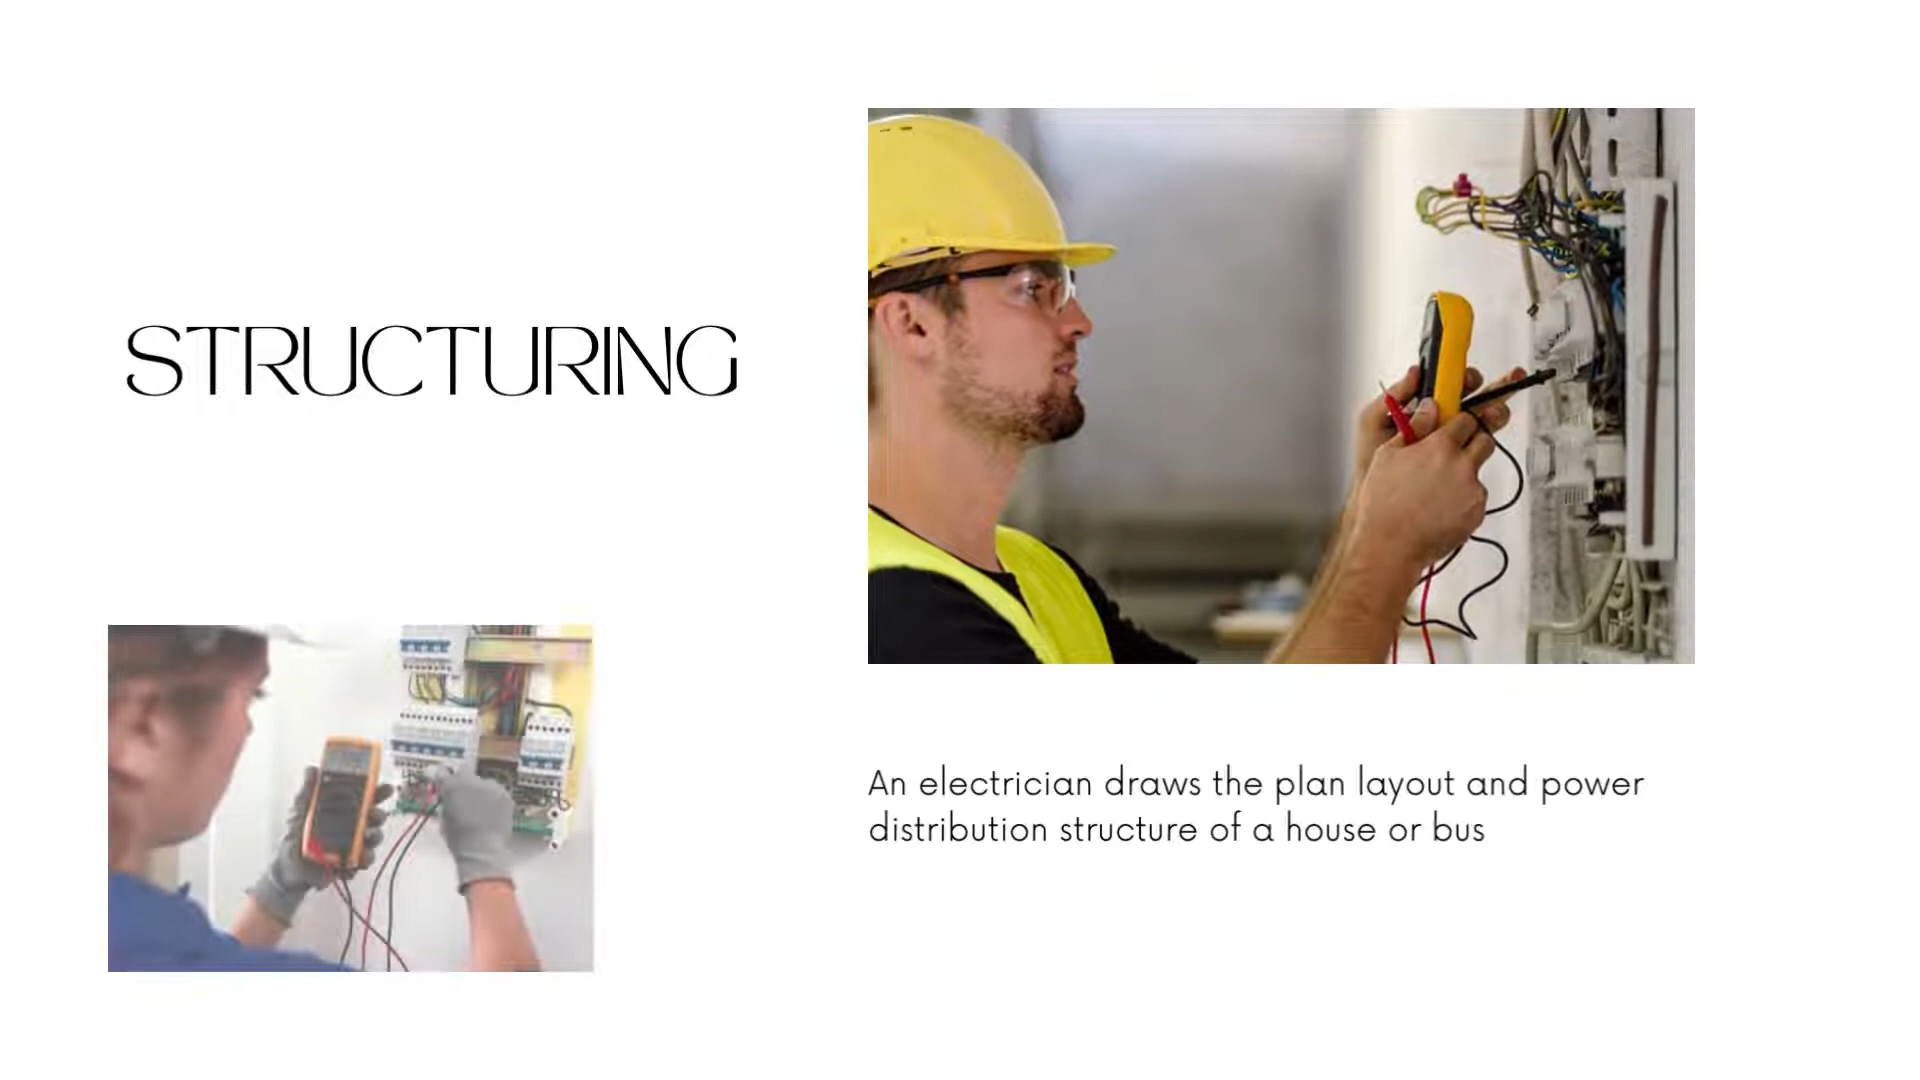 STRUCTURING
An electrician draws the plan layout and power
distribution structure of a house or bus